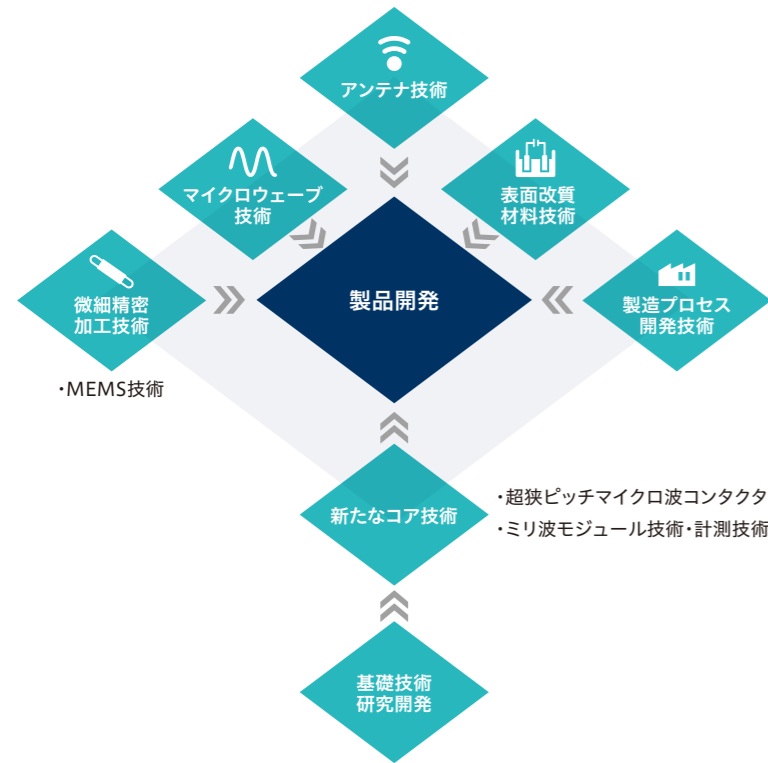 アンテナ技術
マイクロウェーブ
技術
表面改質
材料技術
微細精密
加工技術
製品開発
製造プロセス
開発技術
・MEMS技術
新たなコア技術
・超狭ピッチマイクロ波コンタクタ
・ミリ波モジュール技術・計測技術
基礎技術
研究開発